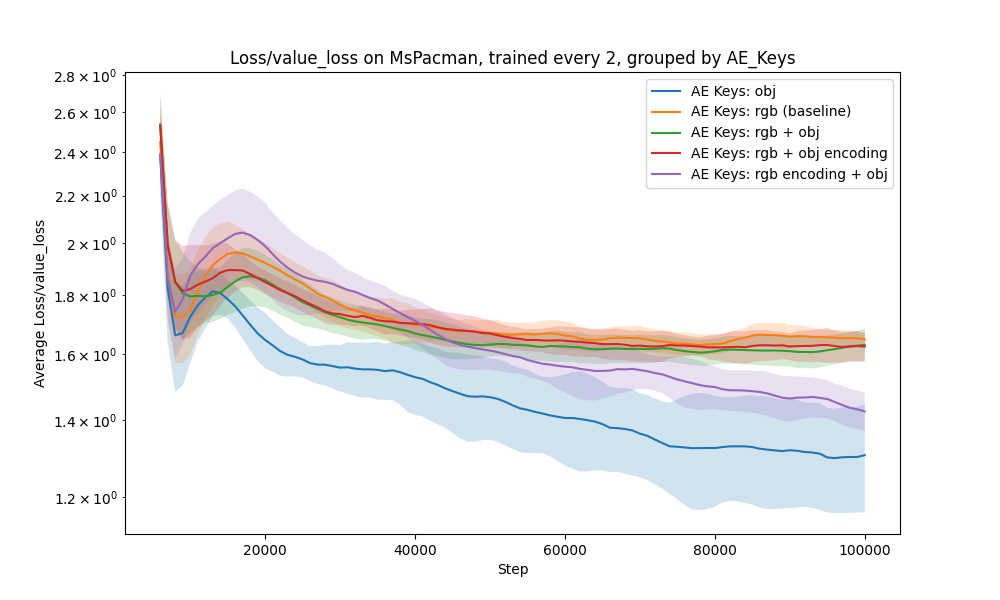 Loss/value_loss on MsPacman, trained every 2, grouped by AE_Keys
Average Loss/value_loss
2.8 × 10⁰
2.6 × 10⁰
2.4 × 10⁰
2.2 × 10⁰
2 × 10⁰
1.8 × 10⁰
1.6 × 10⁰
1.4 × 10⁰
1.2 × 10⁰
AE Keys: obj
AE Keys: rgb (baseline)
AE Keys: rgb + obj
AE Keys: rgb + obj encoding
AE Keys: rgb encoding + obj
20000 40000 60000 80000 100000
Step